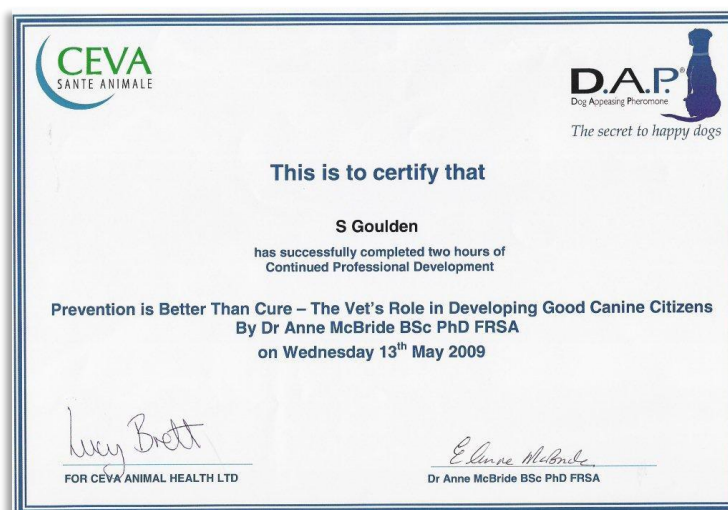 CEVA
SANTE ANIMALE
D.A.P.®
Dog Appeasing Pheromone
The secret to happy dogs
This is to certify that
S Goulden
has successfully completed two hours of
Continued Professional Development
Prevention is Better Than Cure – The Vet's Role in Developing Good Canine Citizens
By Dr Anne McBride BSc PhD FRSA
on Wednesday 13th May 2009
Lucy Brett
E Anne McBride
FOR CEVA ANIMAL HEALTH LTD
Dr Anne McBride BSc PhD FRSA